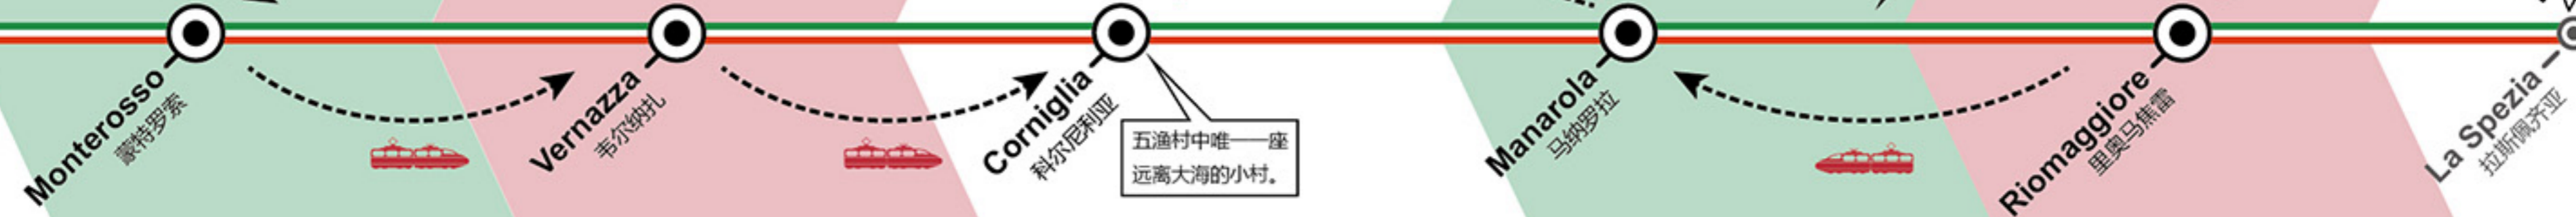 Monterosso
蒙特罗索
Vernazza
韦尔纳扎
Corniglia
科尔尼利亚
五渔村中唯一一座
远离大海的小村。
Manarola
马纳罗拉
Riomaggiore
里奥马焦雷
La Spezia
拉斯佩齐亚